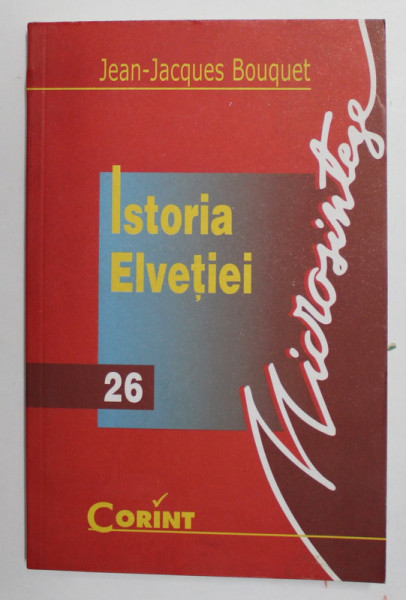 Jean-Jacques Bouquet
Istoria
Elveției
Microsinteze
26
CORINT